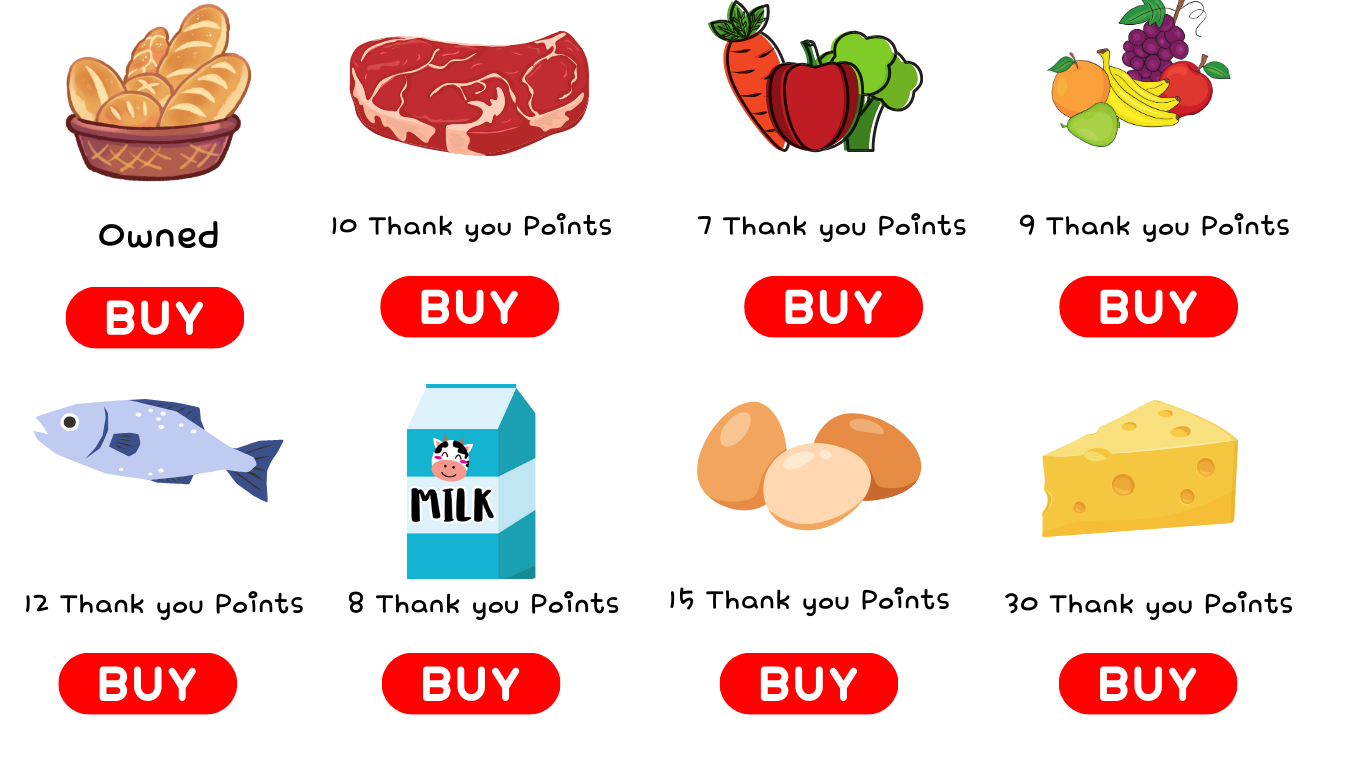 Owned
10 Thank you Points
7 Thank you Points
9 Thank you Points
BUY
BUY
BUY
BUY
MILK
12 Thank you Points
8 Thank you Points
15 Thank you Points
30 Thank you Points
BUY
BUY
BUY
BUY